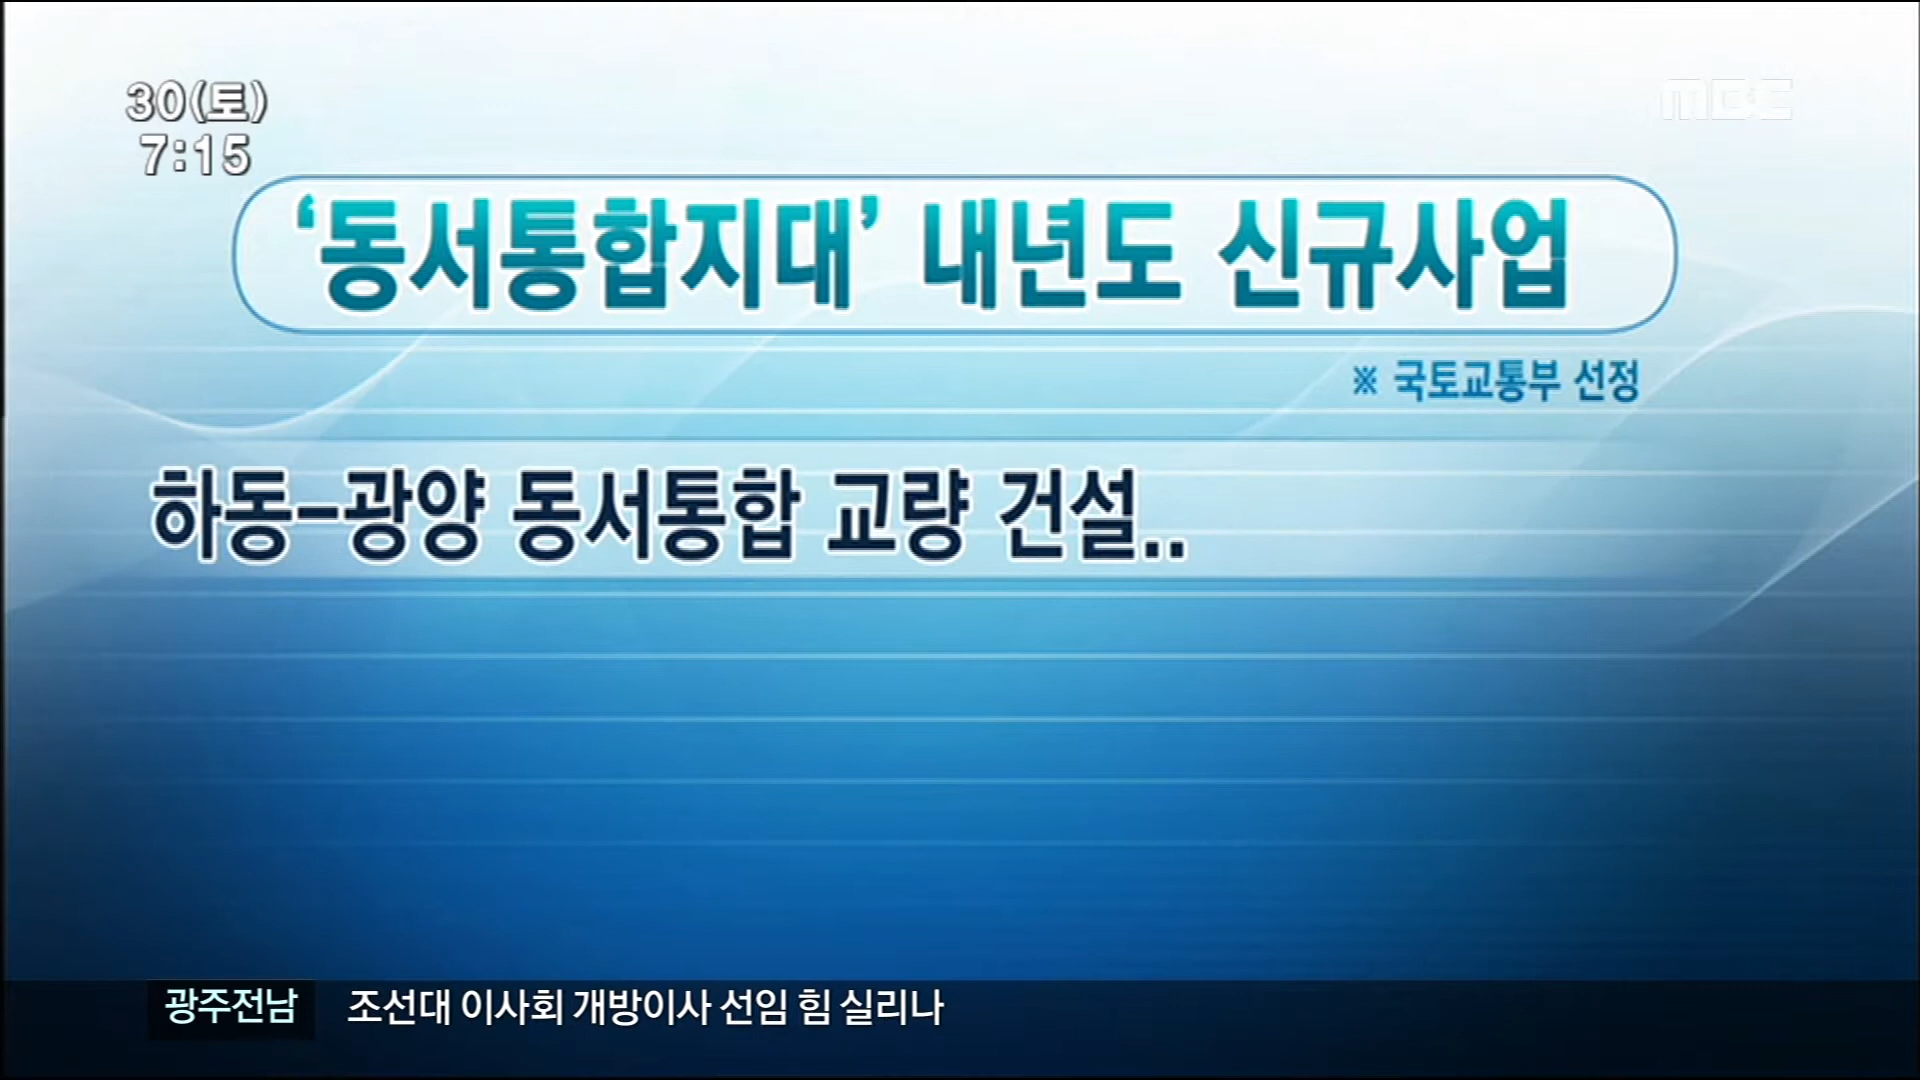 30(토)
7:15
MBC
‘동서통합지대’ 내년도 신규사업
※ 국토교통부 선정
하동-광양 동서통합 교량 건설..
광주전남 조선대 이사회 개방이사 선임 힘 실리나